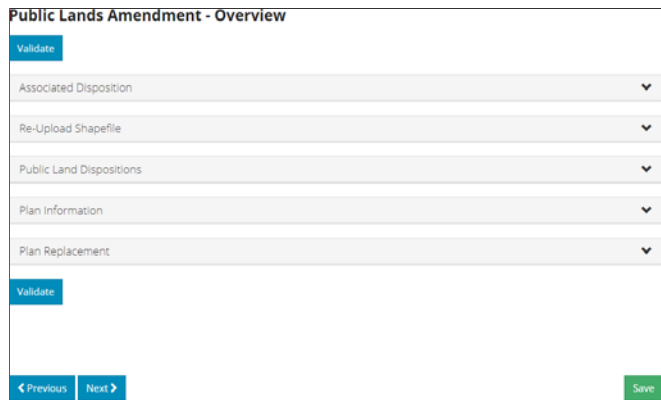 Public Lands Amendment - Overview
Validate
Associated Disposition
Re-Upload Shapefile
Public Land Dispositions
Plan Information
Plan Replacement
Validate
Previous Next
Save